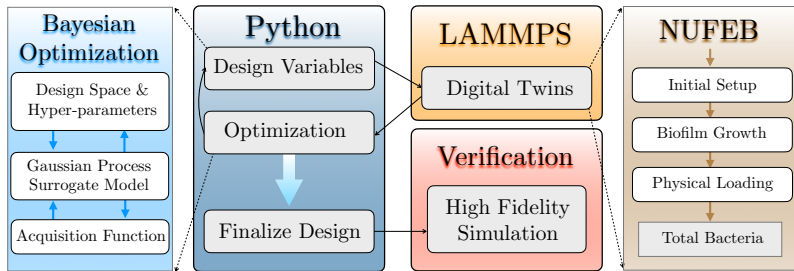 Bayesian
Optimization
Design Space &
Hyper-parameters
Gaussian Process
Surrogate Model
Acquisition Function
Python
Design Variables
Optimization
Finalize Design
LAMMPS
Digital Twins
Verification
High Fidelity
Simulation
NUFEB
Initial Setup
Biofilm Growth
Physical Loading
Total Bacteria